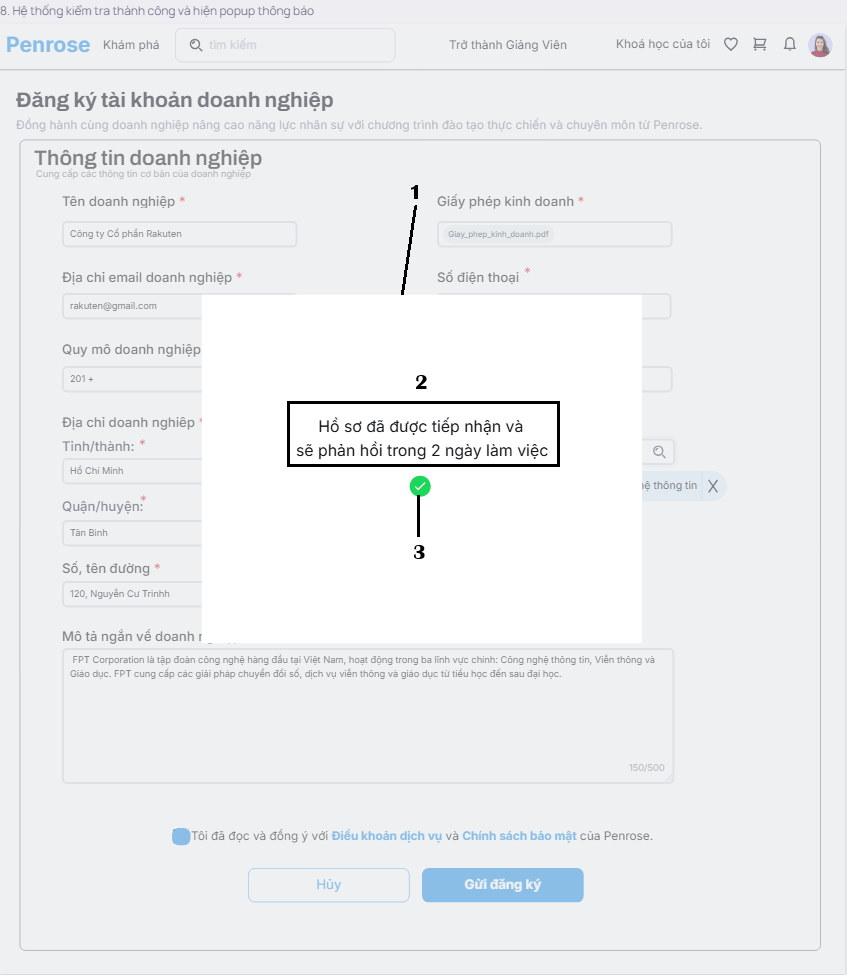 8. Hệ thống kiểm tra thành công và hiện popup thông báo
Penrose Khám phá tìm kiếm Trở thành Giảng Viên Khoá học của tôi
Đăng ký tài khoản doanh nghiệp
Đồng hành cùng doanh nghiệp nâng cao năng lực nhân sự với chương trình đào tạo thực chiến và chuyên môn từ Penrose.
Thông tin doanh nghiệp
Cung cấp các thông tin cơ bản của doanh nghiệp
1
Tên doanh nghiệp * Giấy phép kinh doanh *
Công ty Cổ phần Rakuten Giay_phep_kinh_doanh.pdf
Địa chỉ email doanh nghiệp * Số điện thoại *
rakuten@gmail.com
Quy mô doanh nghiệp
201 +
2
Hồ sơ đã được tiếp nhận và
sẽ phản hồi trong 2 ngày làm việc
3
Địa chỉ doanh nghiệp *
Tỉnh/thành: *
Hồ Chí Minh
thông tin X
Quận/huyện:*
Tân Bình
Số, tên đường *
120, Nguyễn Cư Trinhh
Mô tả ngắn về doanh
FPT Corporation là tập đoàn công nghệ hàng đầu tại Việt Nam, hoạt động trong ba lĩnh vực chính: Công nghệ thông tin, Viễn thông và
Giáo dục. FPT cung cấp các giải pháp chuyển đổi số, dịch vụ viễn thông và giáo dục từ tiểu học đến sau đại học.
150/500
Tôi đã đọc và đồng ý với Điều khoản dịch vụ và Chính sách bảo mật của Penrose.
Hủy Gửi đăng ký